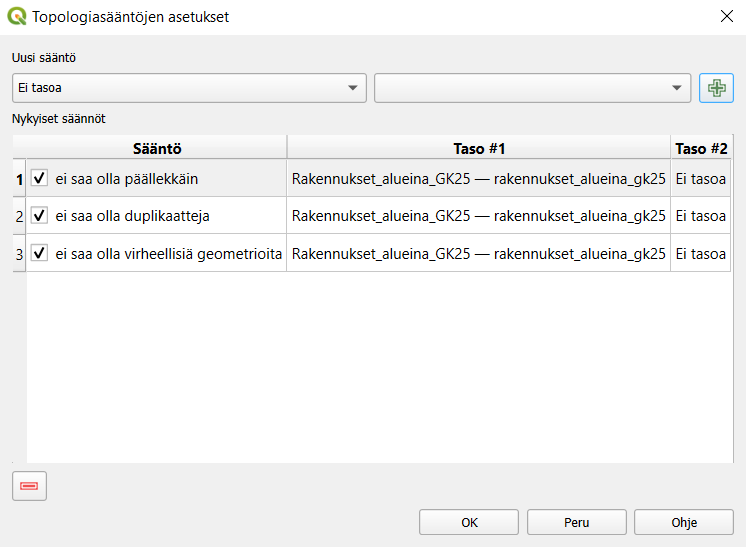 Topologiasääntöjen asetukset
Uusi sääntö
Ei tasoa
Nykyiset säännöt
Sääntö Taso #1 Taso #2
1 ei saa olla päällekkäin Rakennukset_alueina_GK25 — rakennukset_alueina_gk25 Ei tasoa
2 ei saa olla duplikaatteja Rakennukset_alueina_GK25 — rakennukset_alueina_gk25 Ei tasoa
3 ei saa olla virheellisiä geometrioita Rakennukset_alueina_GK25 — rakennukset_alueina_gk25 Ei tasoa
OK Peru Ohje